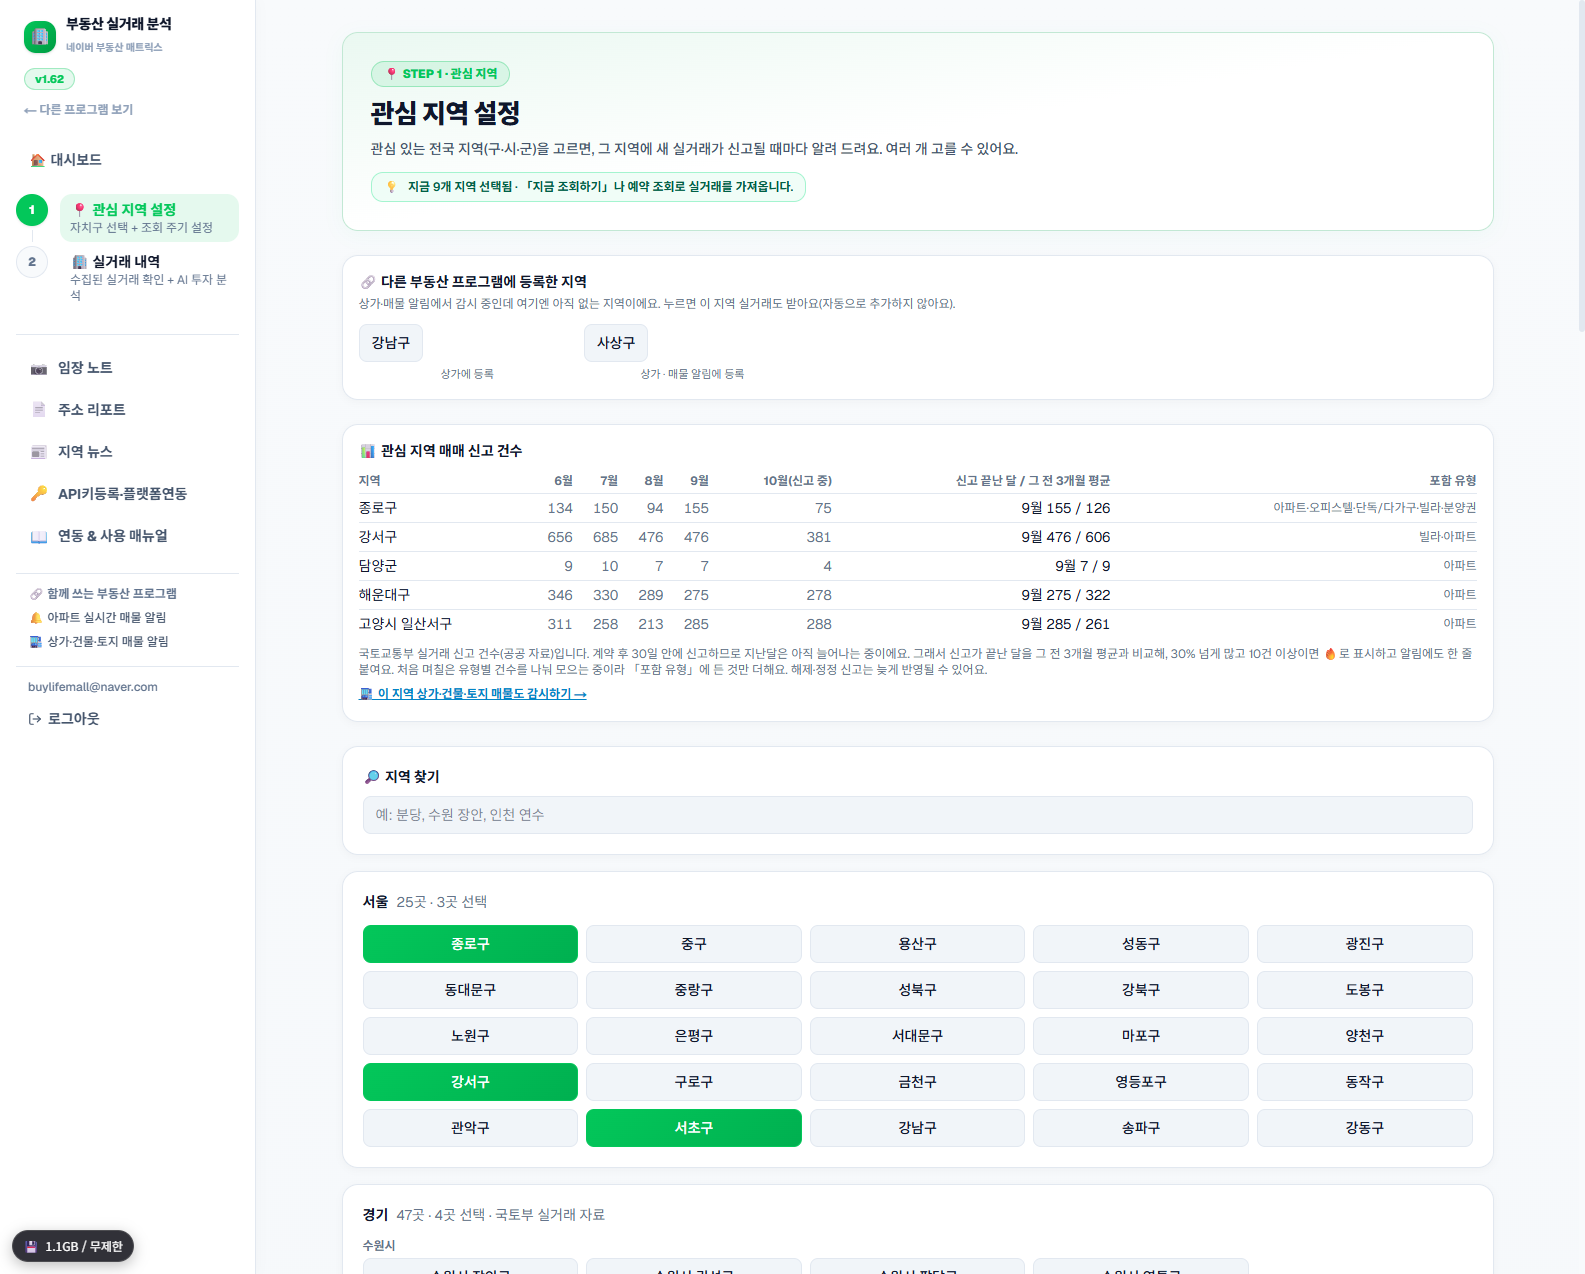 부동산 실거래 분석
네이버 부동산 매트릭스
v1.62
← 다른 프로그램 보기
대시보드
1
관심 지역 설정
자치구 선택 + 조회 주기 설정
2
실거래 내역
수집된 실거래 확인 + AI 투자 분
석
임장 노트
주소 리포트
지역 뉴스
API키등록·플랫폼연동
연동 & 사용 매뉴얼
함께 쓰는 부동산 프로그램
아파트 실시간 매물 알림
상가·건물·토지 매물 알림
buylifemall@naver.com
로그아웃
1.1GB / 무제한
STEP 1 · 관심 지역
관심 지역 설정
관심 있는 전국 지역(구·시·군)을 고르면, 그 지역에 새 실거래가 신고될 때마다 알려 드려요. 여러 개 고를 수 있어요.
지금 9개 지역 선택됨 · 「지금 조회하기」나 예약 조회로 실거래를 가져옵니다.
다른 부동산 프로그램에 등록한 지역
상가·매물 알림에서 감시 중인데 여기엔 아직 없는 지역이에요. 누르면 이 지역 실거래도 받아요(자동으로 추가하지 않아요).
강남구 사상구
상가에 등록 상가 · 매물 알림에 등록
관심 지역 매매 신고 건수
지역 6월 7월 8월 9월 10월(신고 중) 신고 끝난 달 / 그 전 3개월 평균 포함 유형
종로구 134 150 94 155 75 9월 155 / 126 아파트·오피스텔·단독/다가구·빌라·분양권
강서구 656 685 476 476 381 9월 476 / 606 빌라·아파트
담양군 9 10 7 7 4 9월 7 / 9 아파트
해운대구 346 330 289 275 278 9월 275 / 322 아파트
고양시 일산서구 311 258 213 285 288 9월 285 / 261 아파트
국토교통부 실거래 신고 건수(공공 자료)입니다. 계약 후 30일 안에 신고하므로 지난달은 아직 늘어나는 중이에요. 그래서 신고가 끝난 달을 그 전 3개월 평균과 비교해, 30% 넘게 많고 10건 이상이면 🔥로 표시하고 알림에도 한 줄
붙여요. 처음 며칠은 유형별 건수를 나눠 모으는 중이라 「포함 유형」에 든 것만 더해요. 해제·정정 신고는 늦게 반영될 수 있어요.
이 지역 상가·건물·토지 매물도 감시하기 →
지역 찾기
예: 분당, 수원 장안, 인천 연수
서울 25곳 · 3곳 선택
종로구 중구 용산구 성동구 광진구
동대문구 중랑구 성북구 강북구 도봉구
노원구 은평구 서대문구 마포구 양천구
강서구 구로구 금천구 영등포구 동작구
관악구 서초구 강남구 송파구 강동구
경기 47곳 · 4곳 선택 · 국토부 실거래 자료
수원시